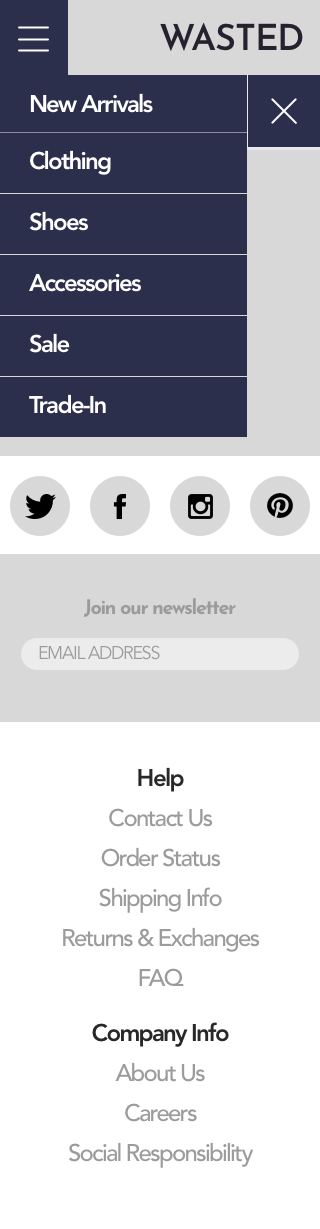 WASTED
New Arrivals
Clothing
Shoes
Accessories
Sale
Trade-In
Join our newsletter
EMAIL ADDRESS
Help
Contact Us
Order Status
Shipping Info
Returns & Exchanges
FAQ
Company Info
About Us
Careers
Social Responsibility